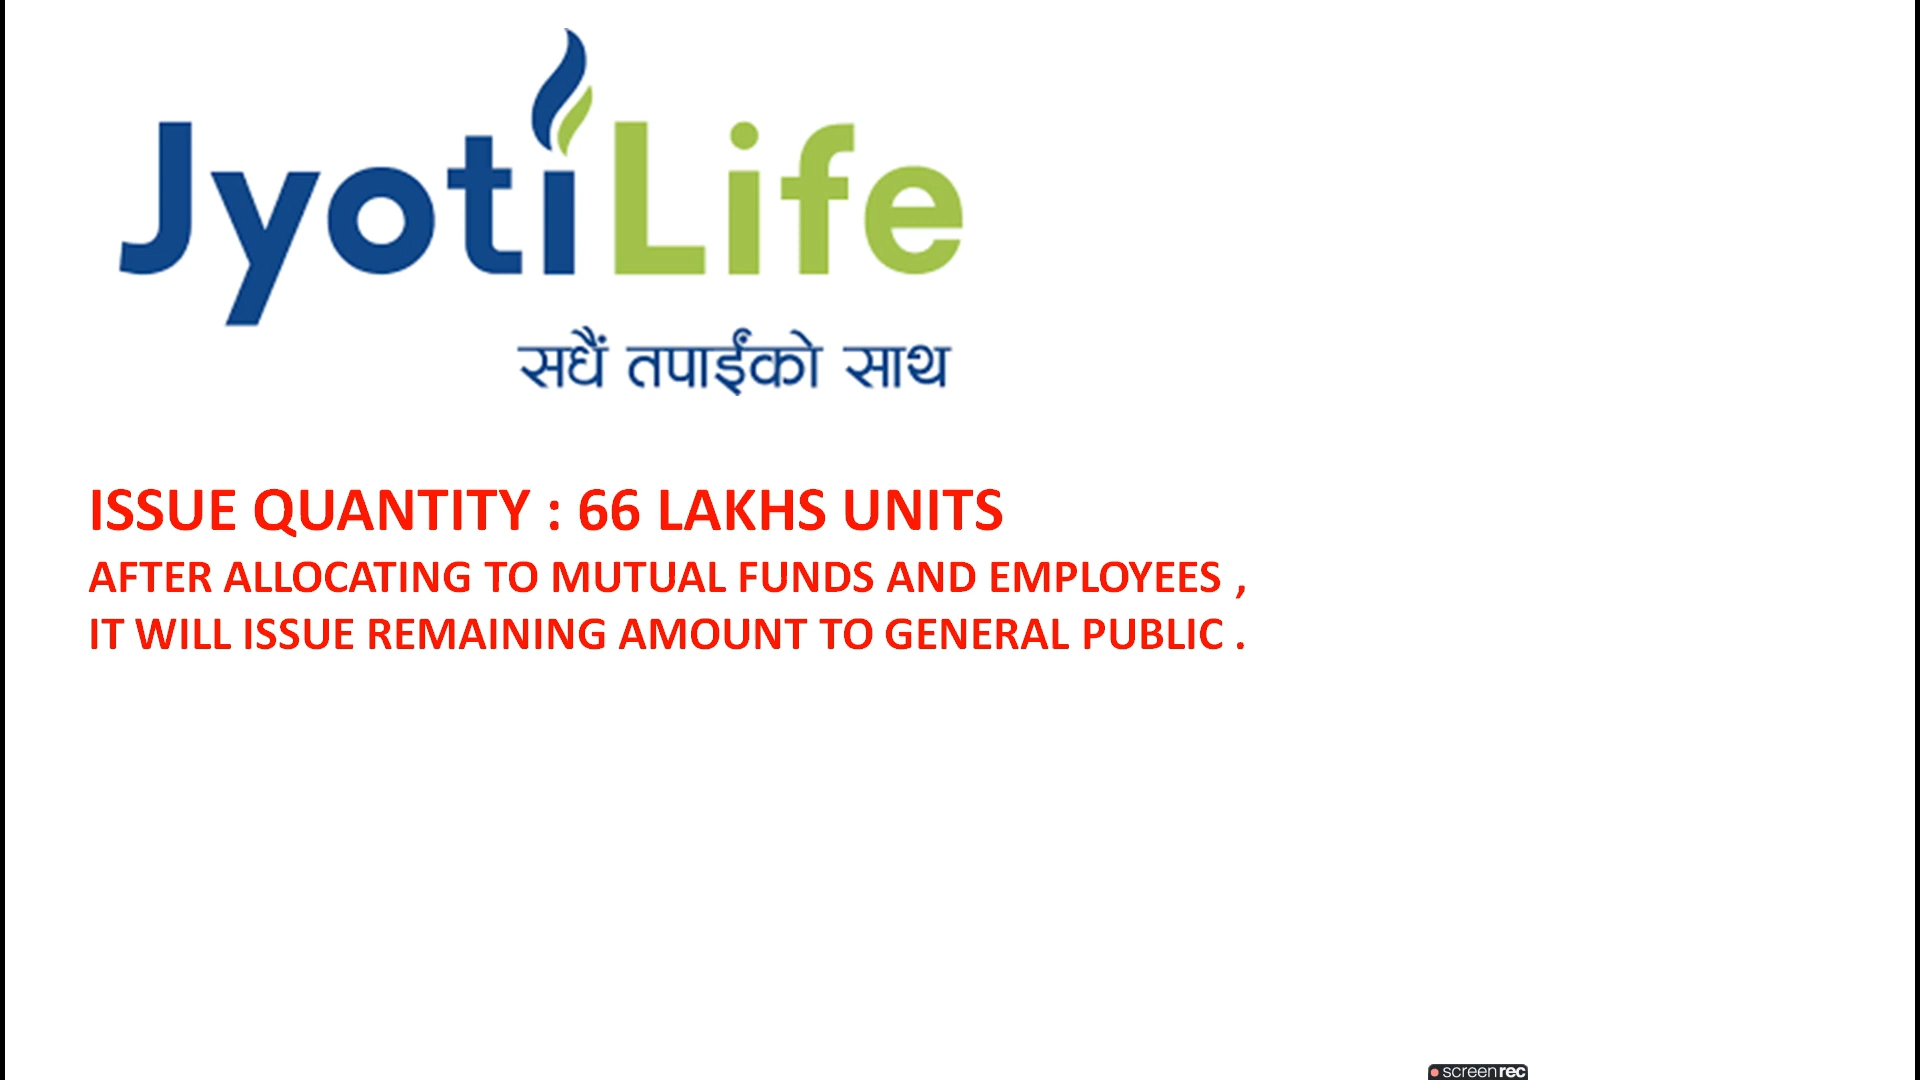 JyotiLife
सधैं तपाईंको साथ
ISSUE QUANTITY : 66 LAKHS UNITS
AFTER ALLOCATING TO MUTUAL FUNDS AND EMPLOYEES ,
IT WILL ISSUE REMAINING AMOUNT TO GENERAL PUBLIC .
screenrec